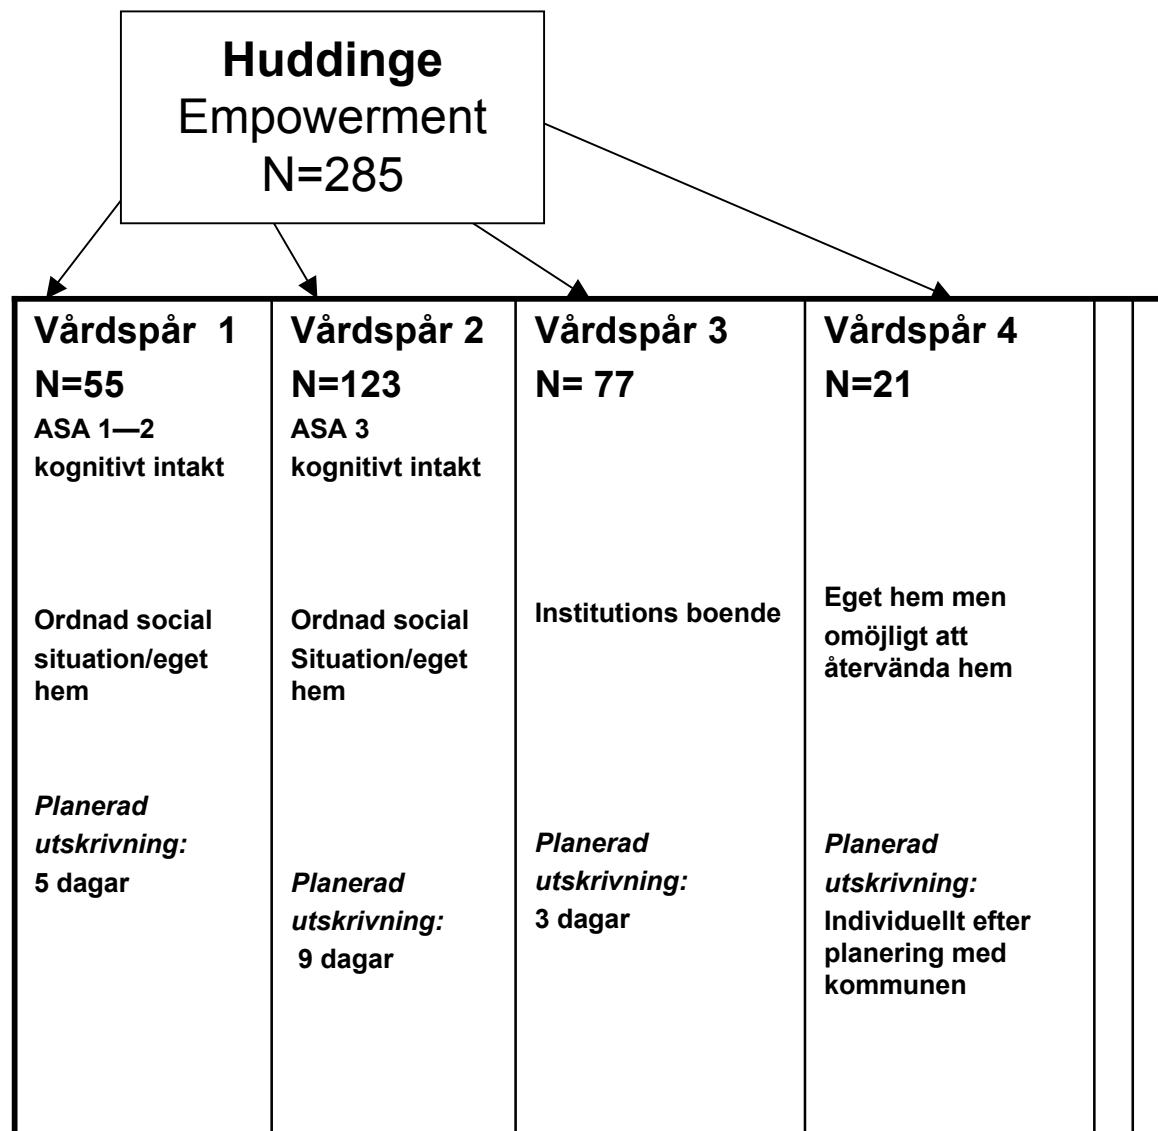 Huddinge
Empowerment
N=285
Vårdspår 1
N=55
ASA 1—2
kognitivt intakt
Ordnad social
situation/eget
hem
Planerad
utskrivning:
5 dagar
Vårdspår 2
N=123
ASA 3
kognitivt intakt
Ordnad social
Situation/eget
hem
Planerad
utskrivning:
9 dagar
Vårdspår 3
N= 77
Institutions boende
Planerad
utskrivning:
3 dagar
Vårdspår 4
N=21
Eget hem men
omöjligt att
återvända hem
Planerad
utskrivning:
Individuellt efter
planering med
kommunen